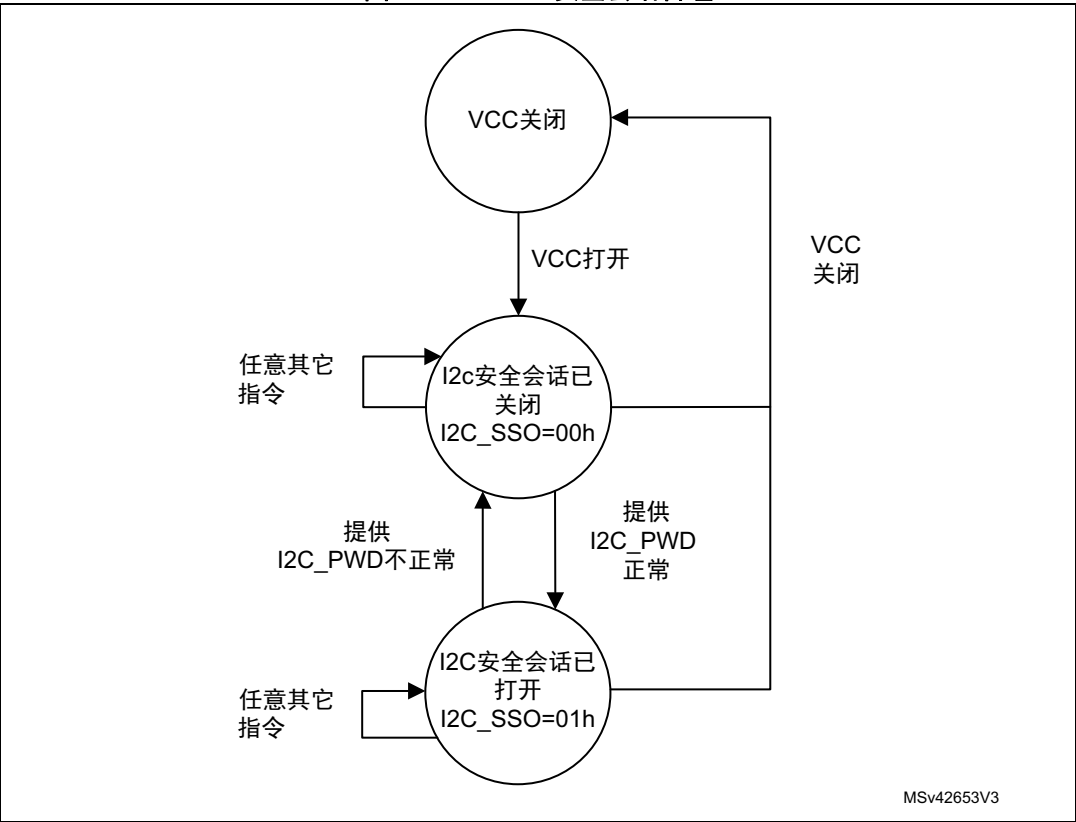 VCC关闭
VCC打开
VCC
关闭
任意其它
指令
I2c安全会话已
关闭
I2C_SSO=00h
提供
I2C_PWD不正常
提供
I2C_PWD
正常
I2C安全会话已
打开
I2C_SSO=01h
任意其它
指令
MSv42653V3